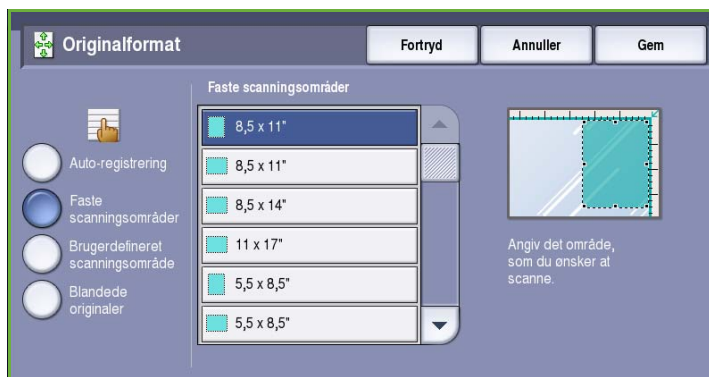 Originalformat
Fortryd
Annuller
Gem
Faste scanningsområder
Auto-registrering
Faste
scanningsområder
Brugerdefineret
scanningsområde
Blandede
originaler
8,5 x 11"
8,5 x 11"
8,5 x 14"
11 x 17"
5,5 x 8,5"
5,5 x 8,5"
Angiv det område,
som du ønsker at
scanne.